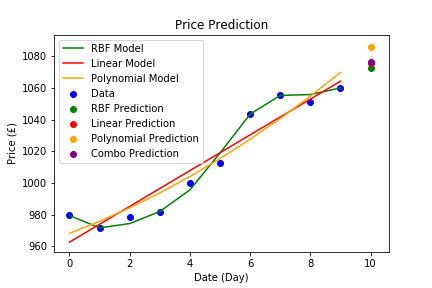 Price Prediction
Price (£)
1080
1060
1040
1020
1000
980
960
RBF Model
Linear Model
Polynomial Model
Data
RBF Prediction
Linear Prediction
Polynomial Prediction
Combo Prediction
0 2 4 6 8 10
Date (Day)